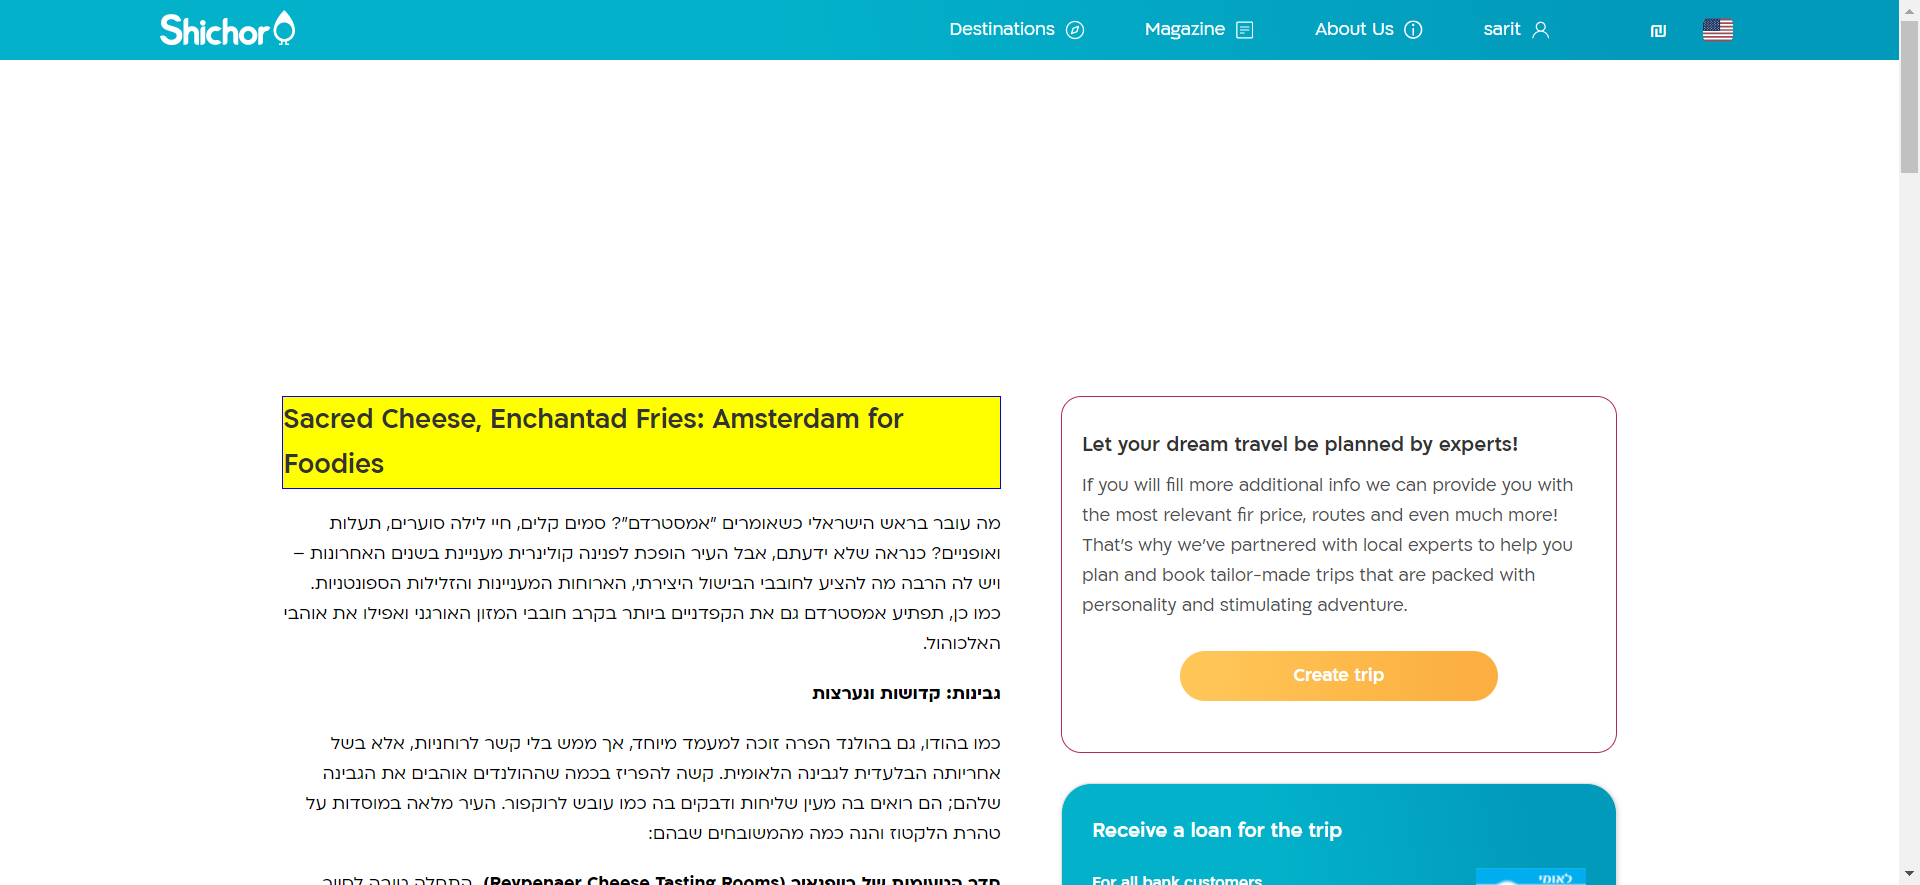 Shichor
Destinations
Magazine
About Us
sarit
₪
Sacred Cheese, Enchantad Fries: Amsterdam for
Foodies
מה עובר בראש הישראלי כשאומרים "אמסטרדם"? סמים קלים, חיי לילה סוערים, תעלות
ואופניים? כנראה שלא ידעתם, אבל העיר הופכת לפנינה קולינרית מעניינת בשנים האחרונות –
ויש לה הרבה מה להציע לחובבי הבישול היצירתי, הארוחות המעניינות והזלילות הספונטניות.
כמו כן, תפתיע אמסטרדם גם את הקפדניים ביותר בקרב חובבי המזון האורגני ואפילו את אוהבי
האלכוהול.
גבינות: קדושות ונערצות
כמו בהודו, גם בהולנד הפרה זוכה למעמד מיוחד, אך ממש בלי קשר לרוחניות, אלא בשל
אחריותה הבלעדית לגבינה הלאומית. קשה להפריז בכמה שההולנדים אוהבים את הגבינה
שלהם; הם רואים בה מעין שליחות ודבקים בה כמו עובש לרוקפור. העיר מלאה במוסדות על
טהרת הלקטוז והנה כמה מהמשובחים שבהם:
חדר הטעימות של רייפנאיר (Reypenaer Cheese Tasting Rooms). התחלה טובה לסיור
Let your dream travel be planned by experts!
If you will fill more additional info we can provide you with
the most relevant fir price, routes and even much more!
That's why we've partnered with local experts to help you
plan and book tailor-made trips that are packed with
personality and stimulating adventure.
Create trip
Receive a loan for the trip
For all bank customers
לאומי